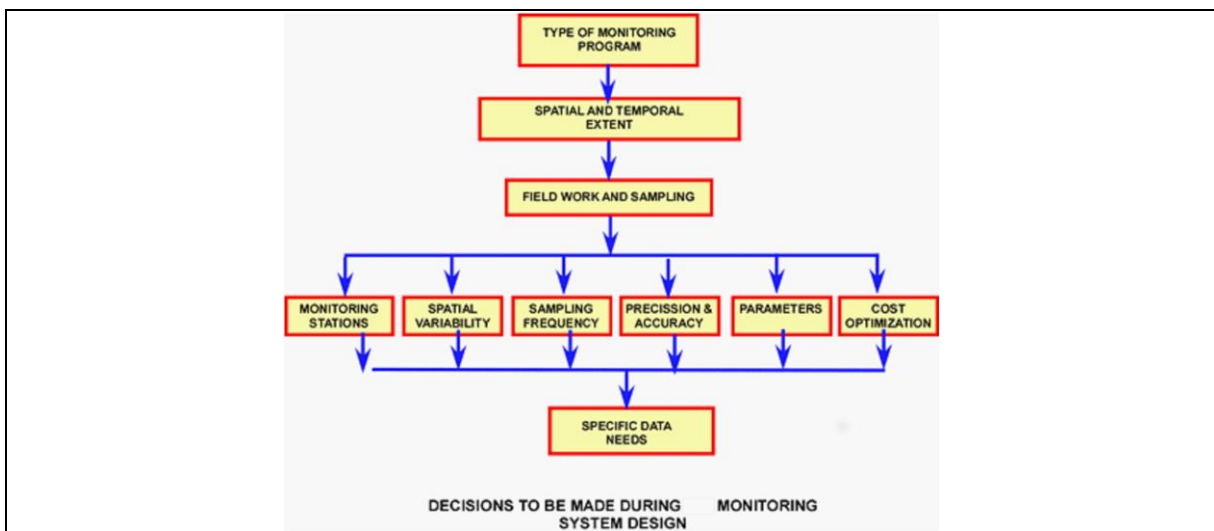 TYPE OF MONITORING
PROGRAM
SPATIAL AND TEMPORAL
EXTENT
FIELD WORK AND SAMPLING
MONITORING
STATIONS
SPATIAL
VARIABILITY
SAMPLING
FREQUENCY
PRECISSION &
ACCURACY
PARAMETERS
COST
OPTIMIZATION
SPECIFIC DATA
NEEDS
DECISIONS TO BE MADE DURING MONITORING
SYSTEM DESIGN